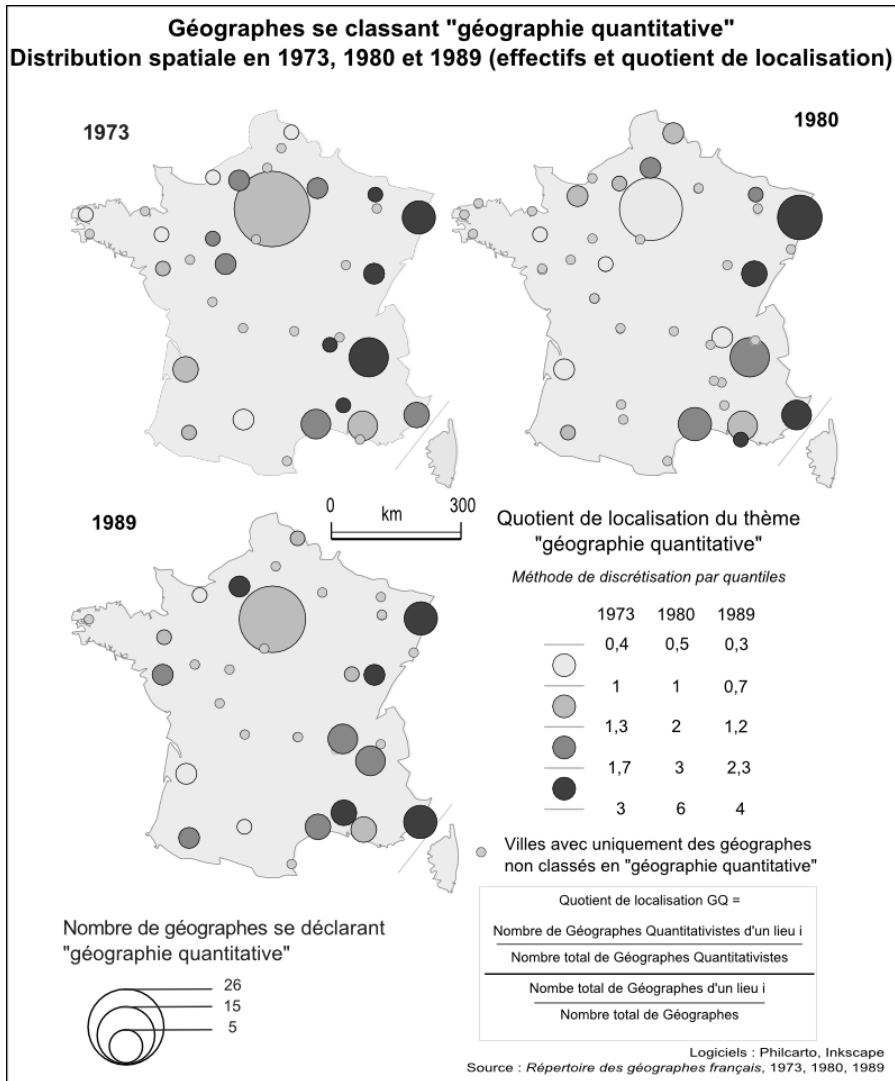 Géographes se classant "géographie quantitative"
Distribution spatiale en 1973, 1980 et 1989 (effectifs et quotient de localisation)
1973
1980
1989
0 300
km
Quotient de localisation du thème
"géographie quantitative"
Méthode de discrétisation par quantiles
1973 1980 1989
0,4 0,5 0,3
1 1 0,7
1,3 2 1,2
1,7 3 2,3
3 6 4
Villes avec uniquement des géographes
non classés en "géographie quantitative"
Quotient de localisation GQ =
Nombre de Géographes Quantitativistes d'un lieu i
Nombre total de Géographes Quantitativistes
Nombe total de Géographes d'un lieu i
Nombre total de Géographes
Nombre de géographes se déclarant
"géographie quantitative"
26
15
5
Logiciels : Philcarto, Inkscape
Source : Répertoire des géographes français, 1973, 1980, 1989